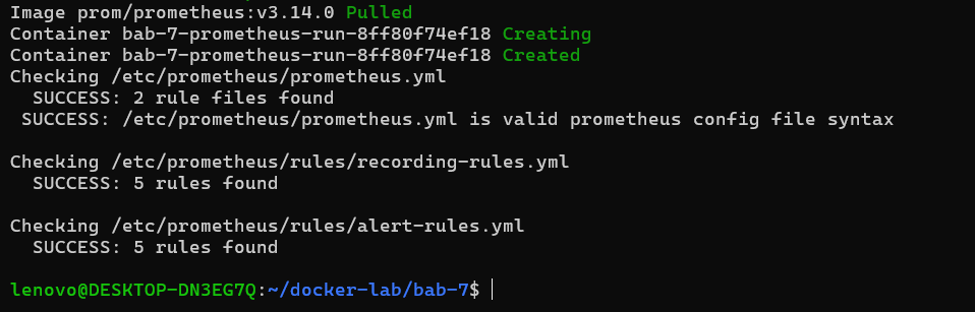 Image prom/prometheus:v3.14.0 Pulled
Container bab-7-prometheus-run-8ff80f74ef18 Creating
Container bab-7-prometheus-run-8ff80f74ef18 Created
Checking /etc/prometheus/prometheus.yml
  SUCCESS: 2 rule files found
 SUCCESS: /etc/prometheus/prometheus.yml is valid prometheus config file syntax
Checking /etc/prometheus/rules/recording-rules.yml
  SUCCESS: 5 rules found
Checking /etc/prometheus/rules/alert-rules.yml
  SUCCESS: 5 rules found
lenovo@DESKTOP-DN3EG7Q:~/docker-lab/bab-7$